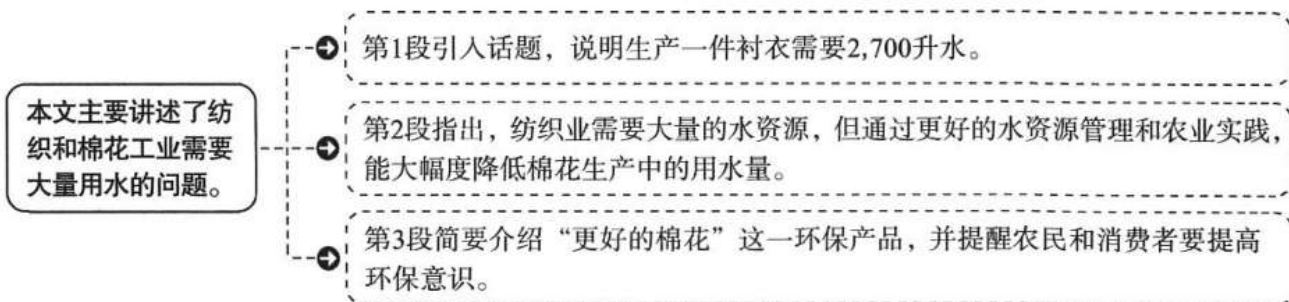 本文主要讲述了纺
织和棉花工业需要
大量用水的问题。
第1段引入话题，说明生产一件衬衣需要2,700升水。
第2段指出，纺织业需要大量的水资源，但通过更好的水资源管理和农业实践，
能大幅度降低棉花生产中的用水量。
第3段简要介绍“更好的棉花”这一环保产品，并提醒农民和消费者要提高
环保意识。